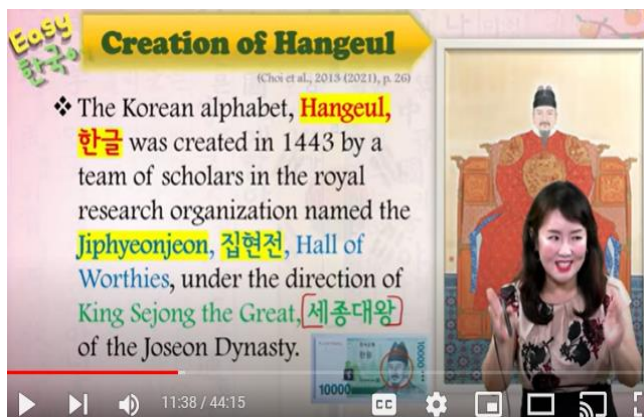 Easy
한국어
Creation of Hangeul
(Choi et al., 2013 (2021), p. 26)
❖ The Korean alphabet, Hangeul,
한글 was created in 1443 by a
team of scholars in the royal
research organization named the
Jiphyeonjeon, 집현전, Hall of
Worthies, under the direction of
King Sejong the Great, 세종대왕
of the Joseon Dynasty.
10000
10000
11:38 / 44:15
CC